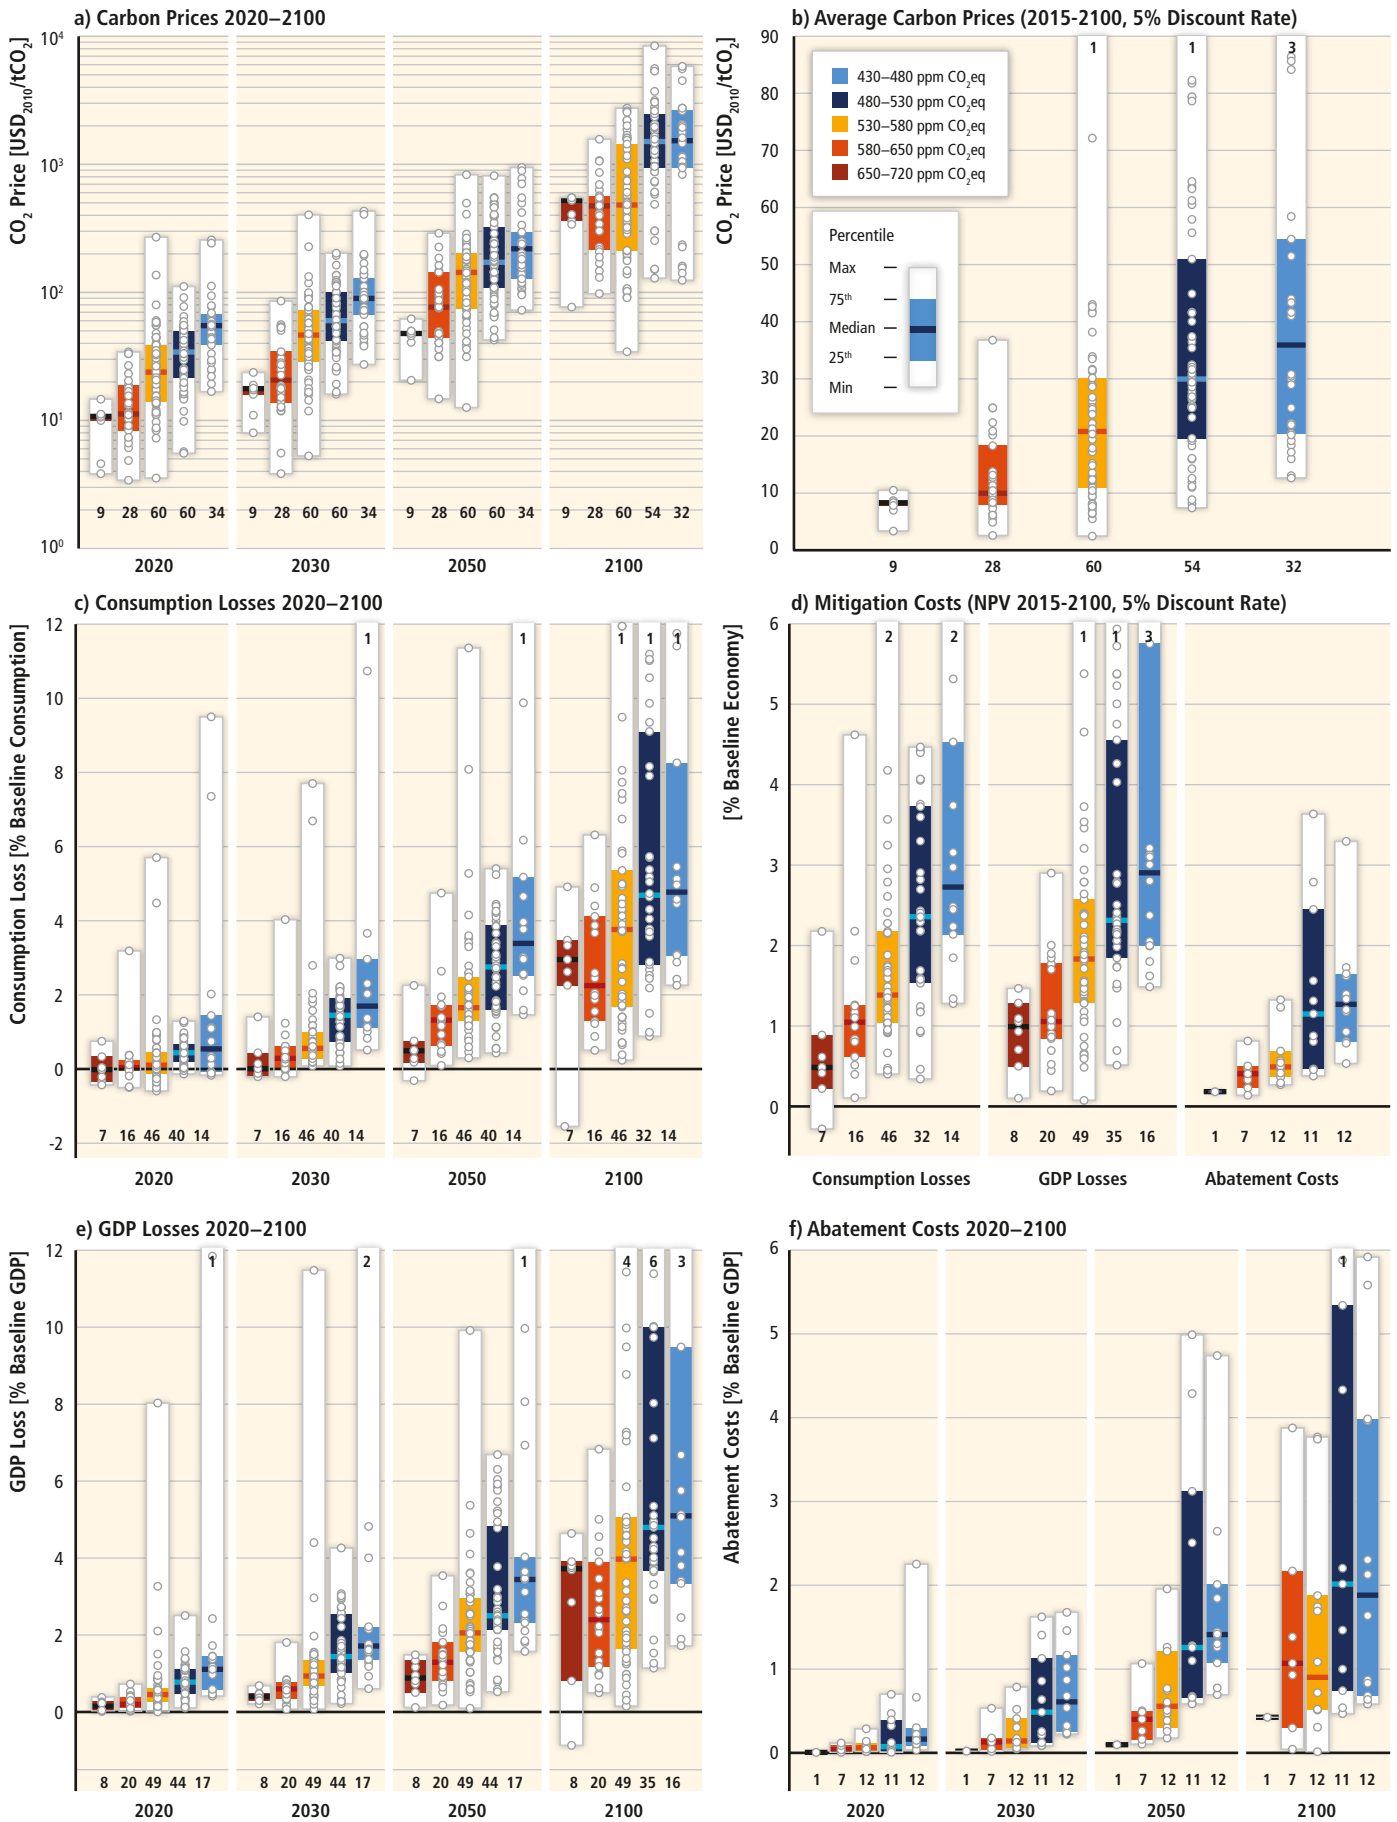 a) Carbon Prices 2020–2100
CO2 Price [USD2010/tCO2]
10⁴
10³
10²
10¹
10⁰
9 28 60 60 34
9 28 60 60 34
9 28 60 60 34
9 28 60 54 32
2020 2030 2050 2100
b) Average Carbon Prices (2015-2100, 5% Discount Rate)
CO2 Price [USD2010/tCO2]
90
80
70
60
50
40
30
20
10
0
1 1 3
430–480 ppm CO2eq
480–530 ppm CO2eq
530–580 ppm CO2eq
580–650 ppm CO2eq
650–720 ppm CO2eq
Percentile
Max
75th
Median
25th
Min
9 28 60 54 32
c) Consumption Losses 2020–2100
Consumption Loss [% Baseline Consumption]
12
10
8
6
4
2
0
-2
1 1 1 1 1
7 16 46 40 14
7 16 46 40 14
7 16 46 40 14
7 16 46 32 14
2020 2030 2050 2100
d) Mitigation Costs (NPV 2015-2100, 5% Discount Rate)
[% Baseline Economy]
6
5
4
3
2
1
0
2 2 1 1 3
7 16 46 32 14
8 20 49 35 16
1 7 12 11 12
Consumption Losses GDP Losses Abatement Costs
e) GDP Losses 2020–2100
GDP Loss [% Baseline GDP]
12
10
8
6
4
2
0
1 2 1 4 6 3
8 20 49 44 17
8 20 49 44 17
8 20 49 44 17
8 20 49 35 16
2020 2030 2050 2100
f) Abatement Costs 2020–2100
Abatement Costs [% Baseline GDP]
6
5
4
3
2
1
0
1
1 7 12 11 12
1 7 12 11 12
1 7 12 11 12
1 7 12 11 12
2020 2030 2050 2100